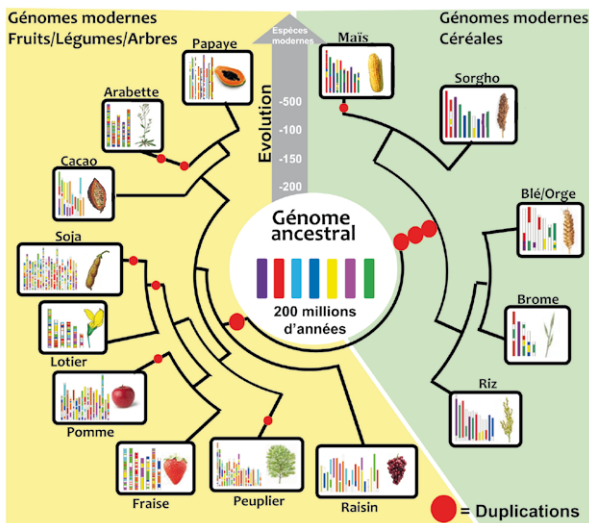 Génomes modernes
Fruits/Légumes/Arbres
Espèces
modernes
Génomes modernes
Céréales
Papaye
Maïs
Sorgho
Arabette
Evolution
-500
-100
-150
-200
Cacao
Blé/Orge
Génome
ancestral
Soja
200 millions
d'années
Brome
Lotier
Riz
Pomme
Fraise
Peuplier
Raisin
= Duplications